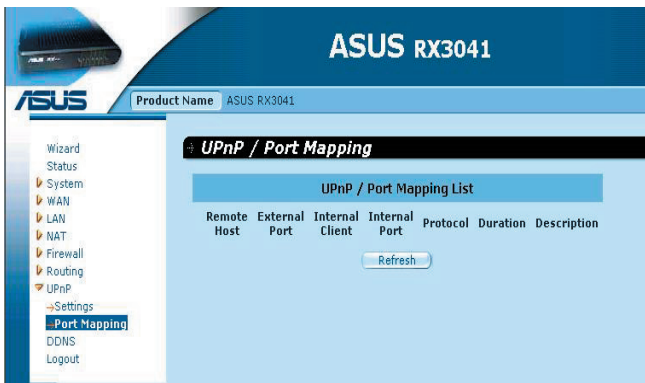 ASUS RX3041
ASUS
Product Name ASUS RX3041
Wizard
Status
System
WAN
LAN
NAT
Firewall
Routing
UPnP
→Settings
→Port Mapping
DDNS
Logout
UPnP / Port Mapping
UPnP / Port Mapping List
Remote Host External Port Internal Client Internal Port Protocol Duration Description
Refresh